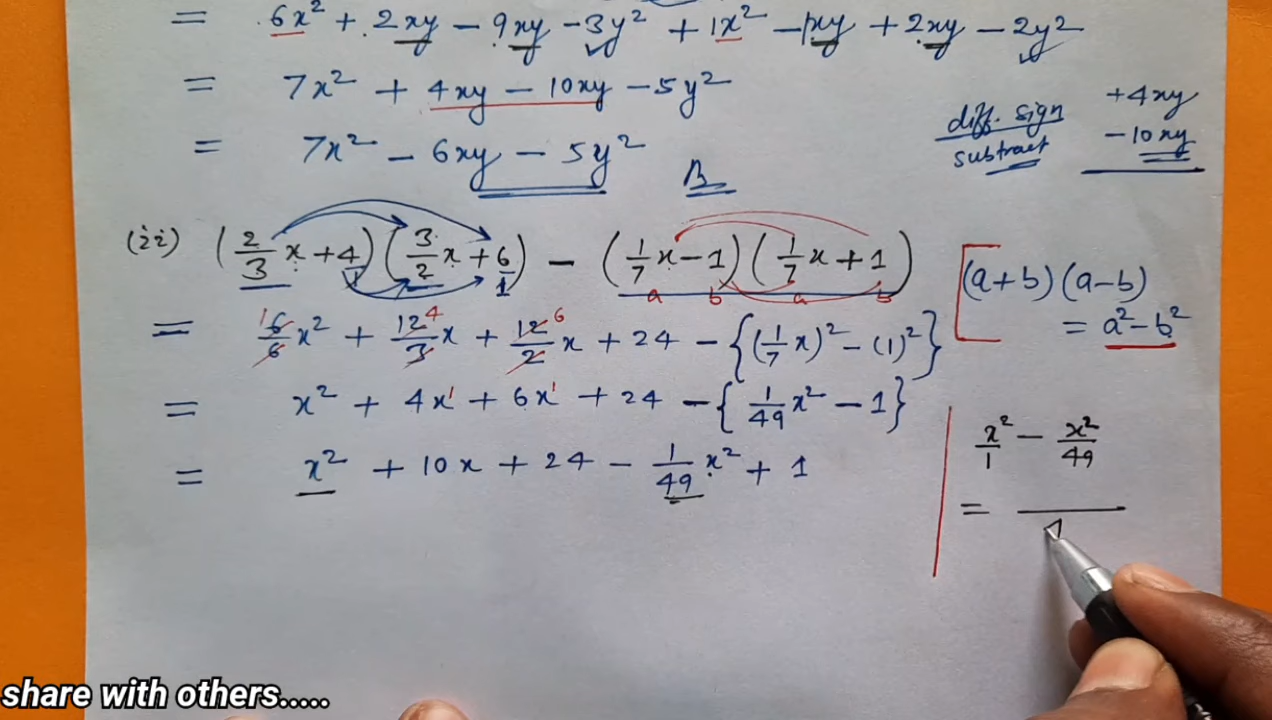 = 6x² + 2xy - 9xy - 3y² + 1x² - 1xy + 2xy - 2y²
= 7x² + 4xy - 10xy - 5y²
diff. sign +4xy
subtract - 10xy
= 7x² - 6xy - 5y²
(ii) (2/3 x + 4) (3/2 x + 6) - (1/7 x - 1) (1/7 x + 1)
1
a b a b
(a+b) (a-b)
= a² - b²
= 6/6 x² + 12/3 x + 12/2 x + 24 - {(1/7 x)² - (1)²}
1 4 6
= x² + 4x¹ + 6x¹ + 24 - {1/49 x² - 1}
= x² + 10x + 24 - 1/49 x² + 1
x²/1 - x²/49
=
share with others.....